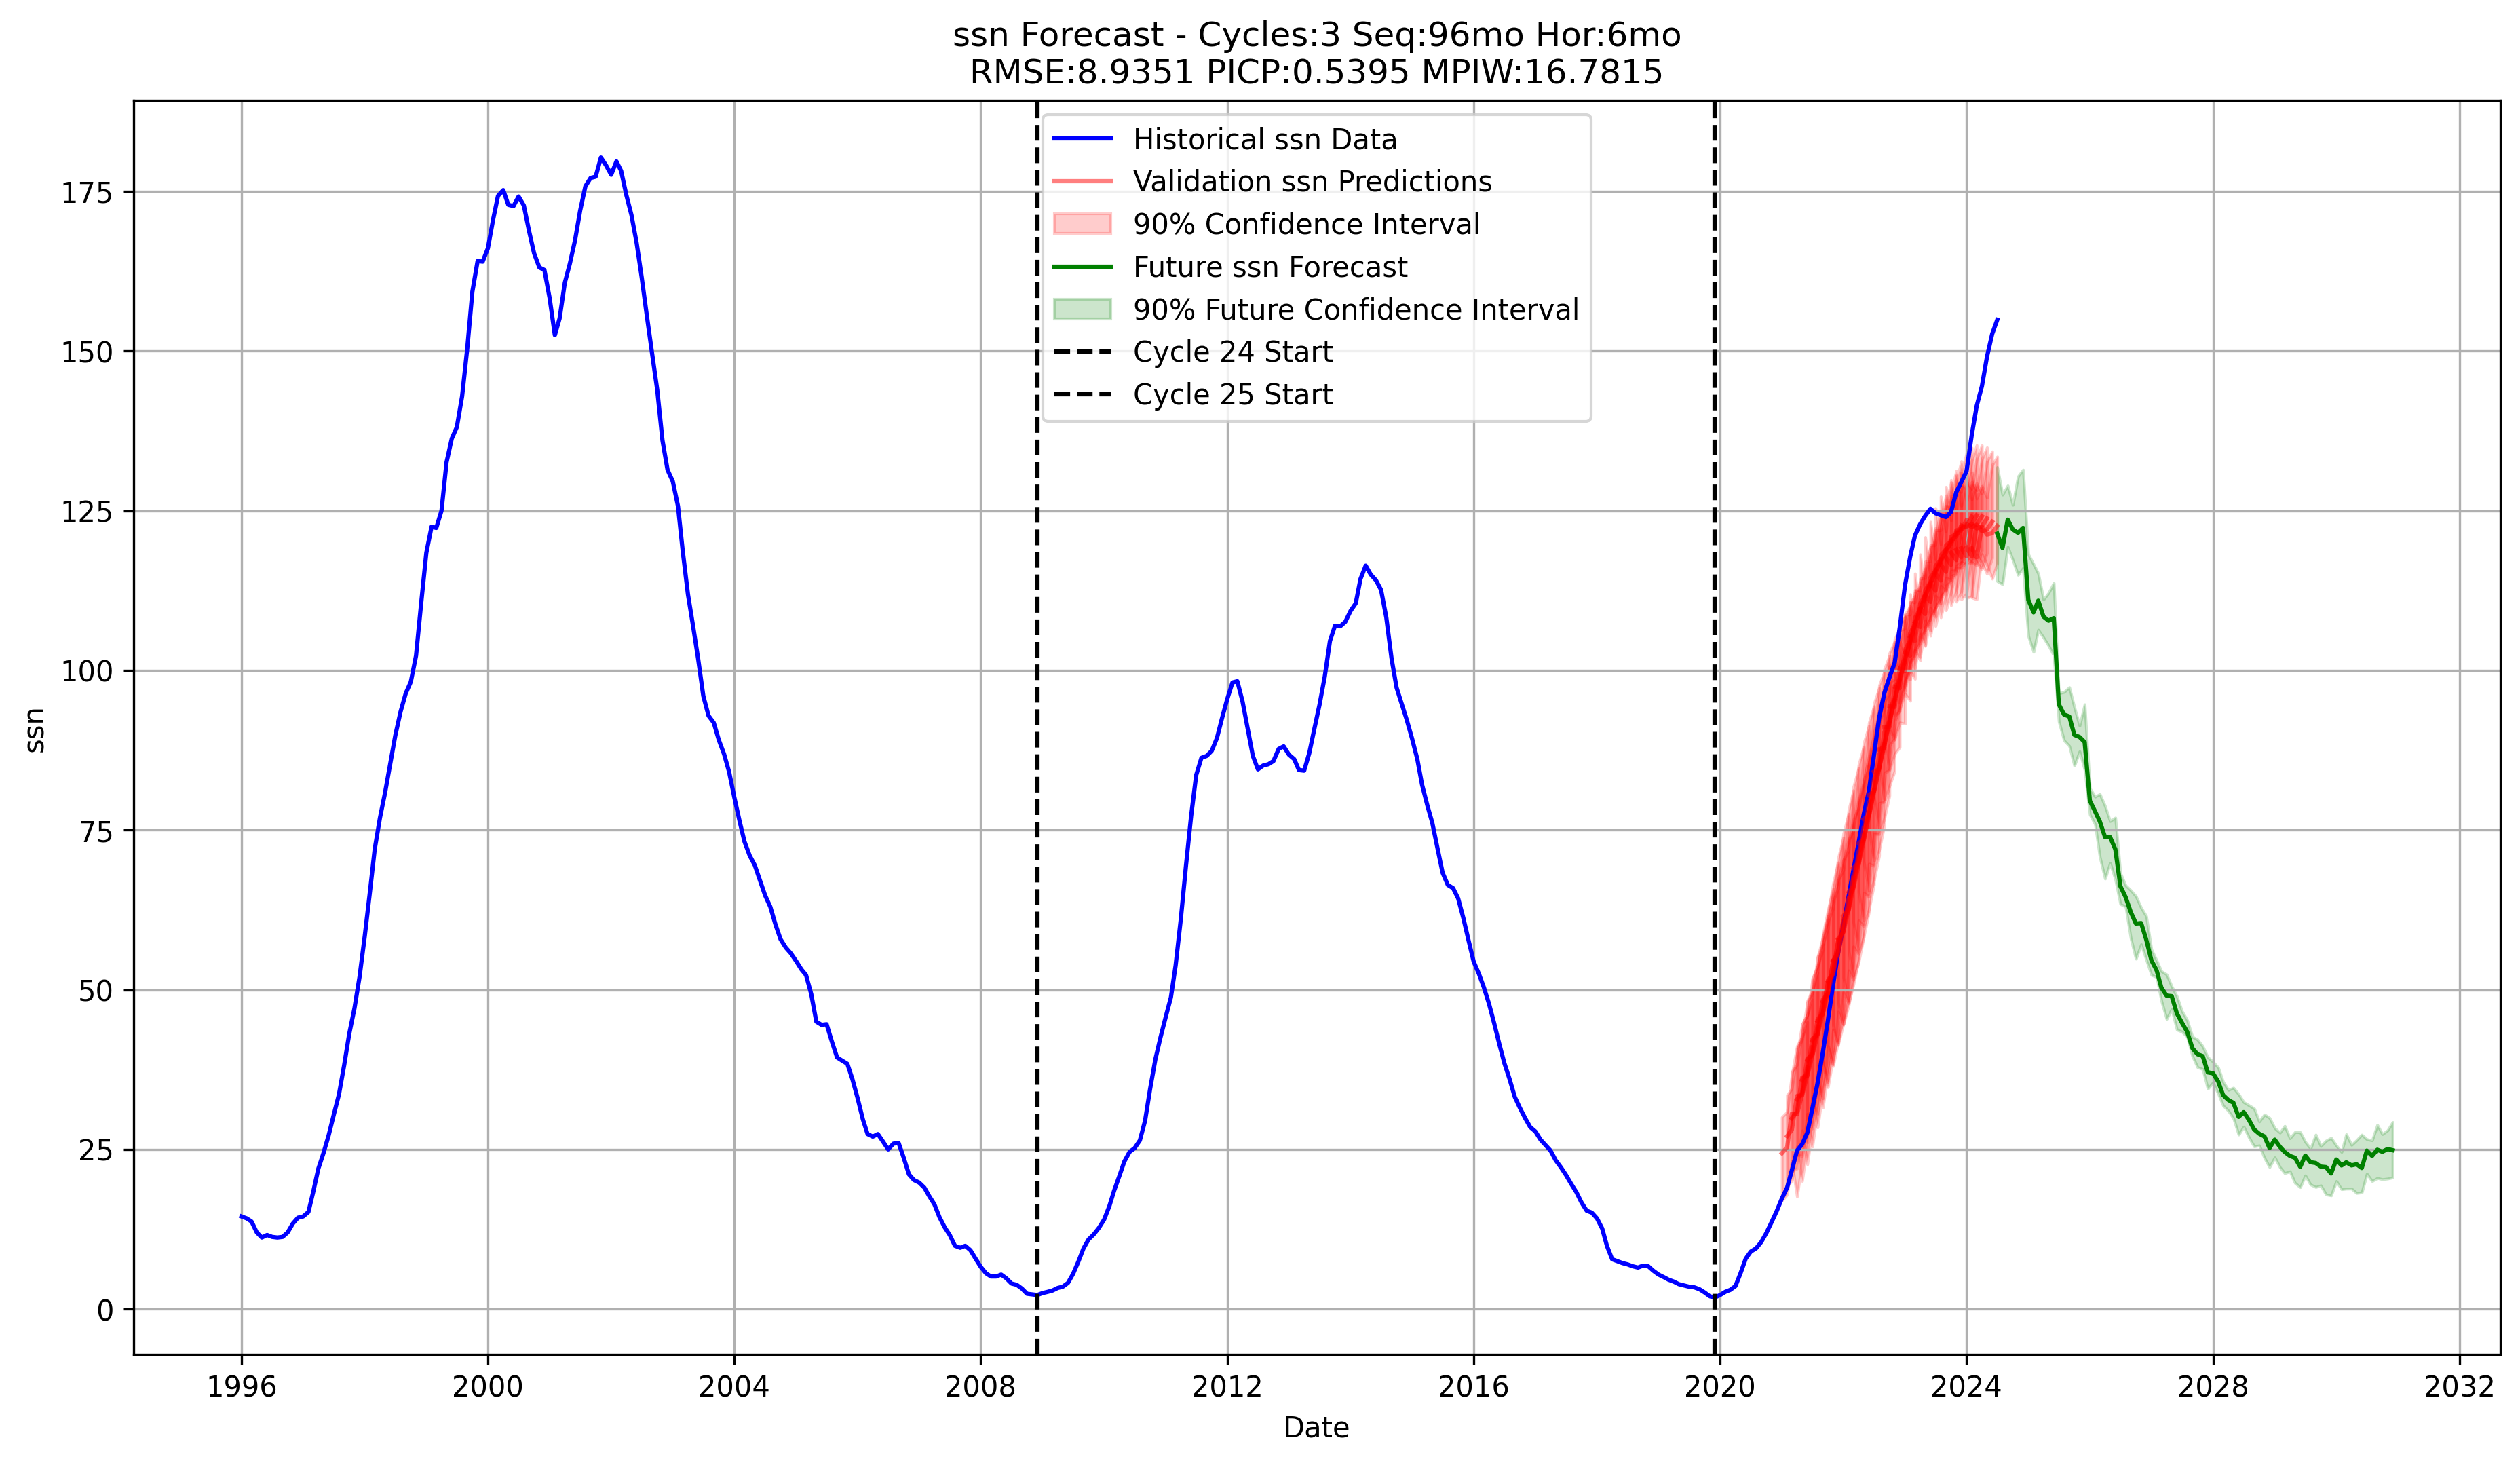 ssn Forecast - Cycles:3 Seq:96mo Hor:6mo
RMSE:8.9351 PICP:0.5395 MPIW:16.7815
Historical ssn Data
Validation ssn Predictions
90% Confidence Interval
Future ssn Forecast
90% Future Confidence Interval
Cycle 24 Start
Cycle 25 Start
175
150
125
100
75
50
25
0
ssn
1996 2000 2004 2008 2012 2016 2020 2024 2028 2032
Date